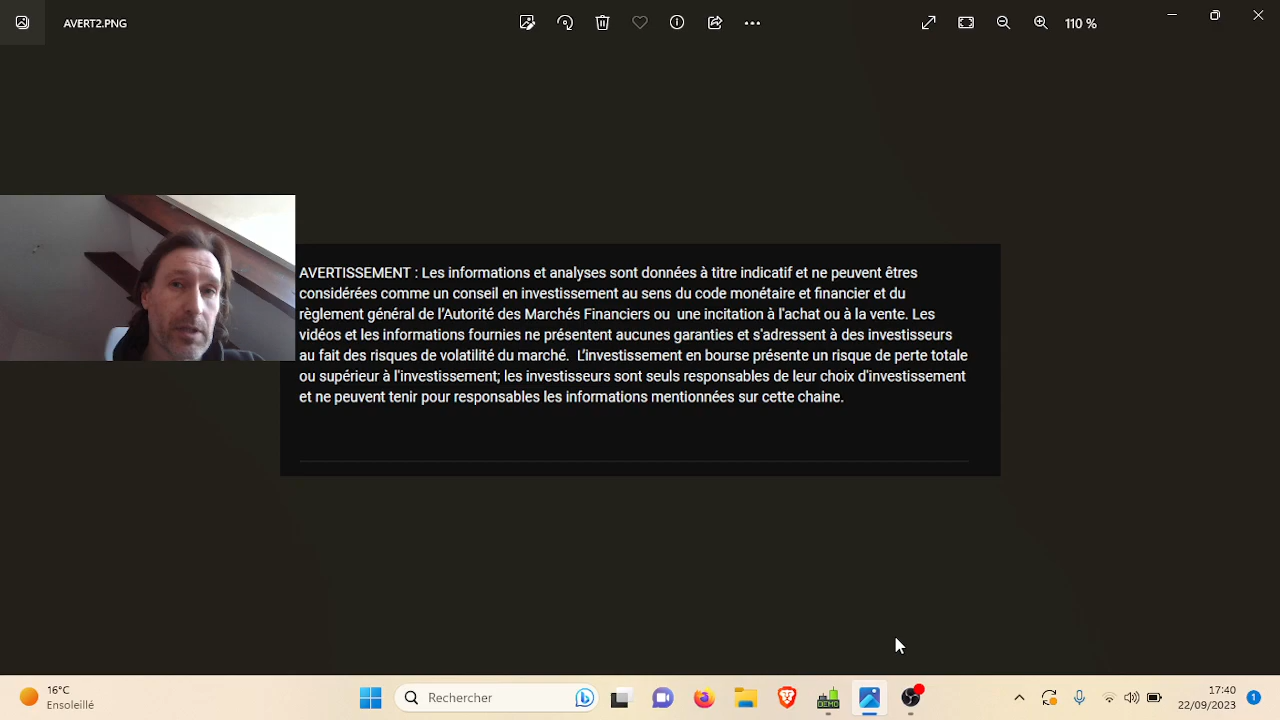 AVERT2.PNG
110 %
AVERTISSEMENT : Les informations et analyses sont données à titre indicatif et ne peuvent êtres
considérées comme un conseil en investissement au sens du code monétaire et financier et du
règlement général de l'Autorité des Marchés Financiers ou  une incitation à l'achat ou à la vente. Les
vidéos et les informations fournies ne présentent aucunes garanties et s'adressent à des investisseurs
au fait des risques de volatilité du marché.  L'investissement en bourse présente un risque de perte totale
ou supérieur à l'investissement; les investisseurs sont seuls responsables de leur choix d'investissement
et ne peuvent tenir pour responsables les informations mentionnées sur cette chaine.
16°C
Ensoleillé
Rechercher
DEMO
17:40
22/09/2023
1